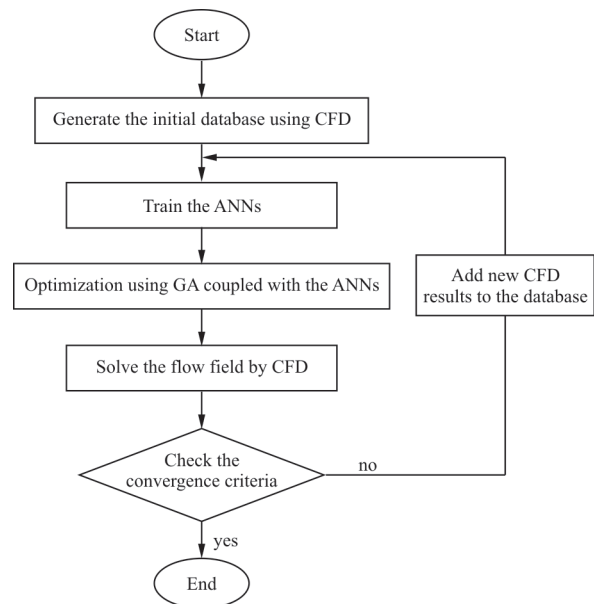 Start
Generate the initial database using CFD
Train the ANNs
Optimization using GA coupled with the ANNs
Add new CFD
results to the database
Solve the flow field by CFD
Check the
convergence criteria
no
yes
End